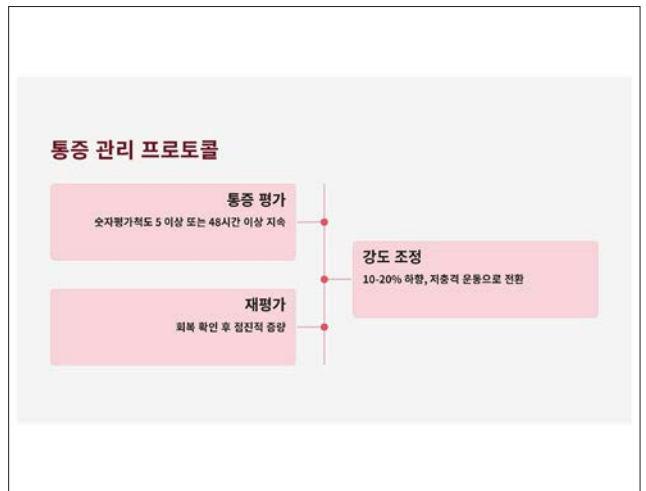 통증 관리 프로토콜
통증 평가
숫자평가척도 5 이상 또는 48시간 이상 지속
강도 조정
10-20% 하향, 저충격 운동으로 전환
재평가
회복 확인 후 점진적 증량